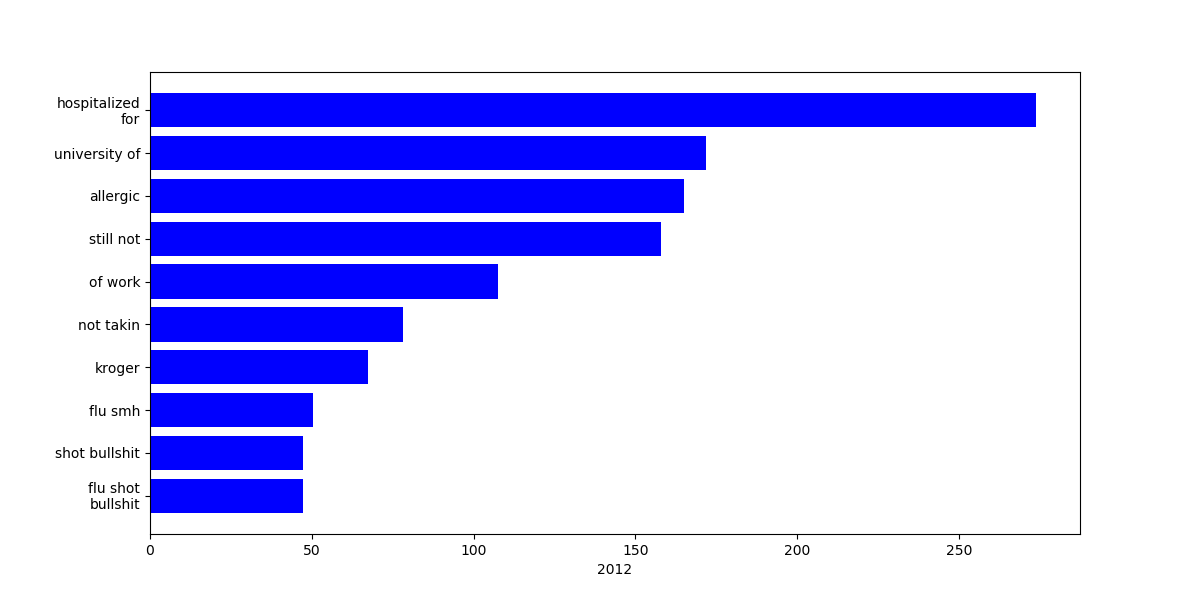 hospitalized
for
university of
allergic
still not
of work
not takin
kroger
flu smh
shot bullshit
flu shot
bullshit
0 50 100 150 200 250
2012